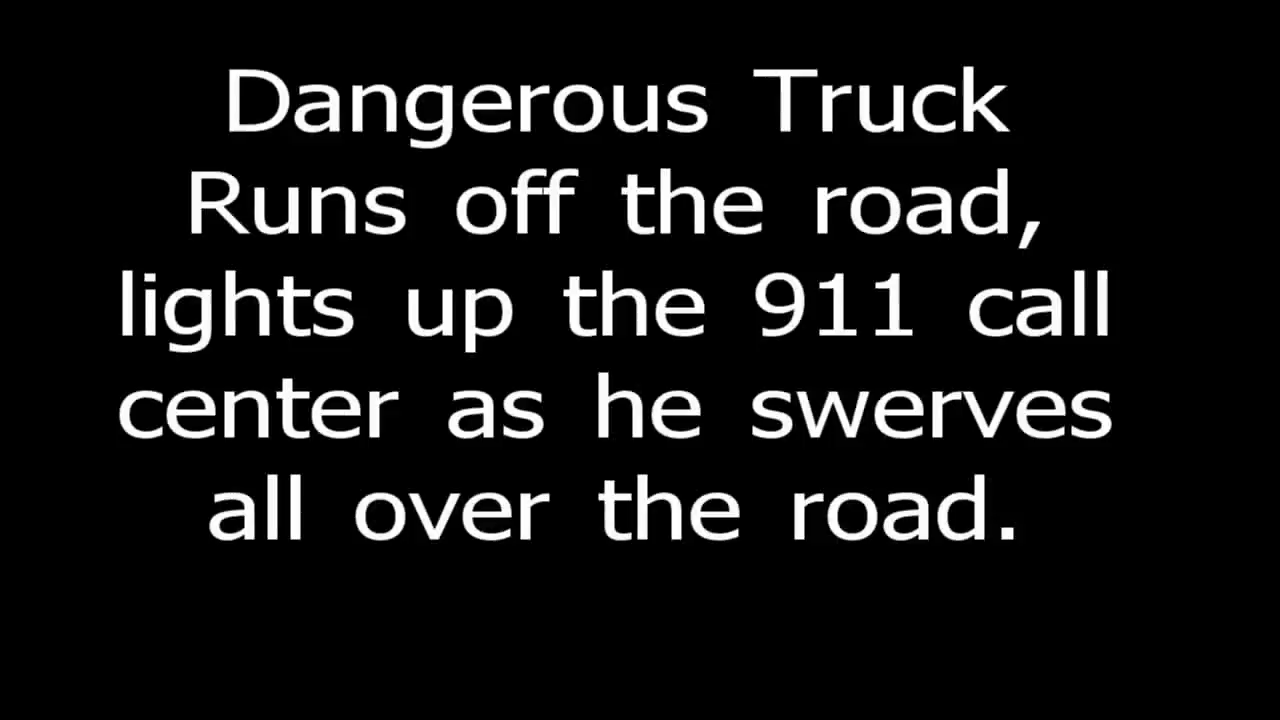 Dangerous Truck
Runs off the road,
lights up the 911 call
center as he swerves
all over the road.